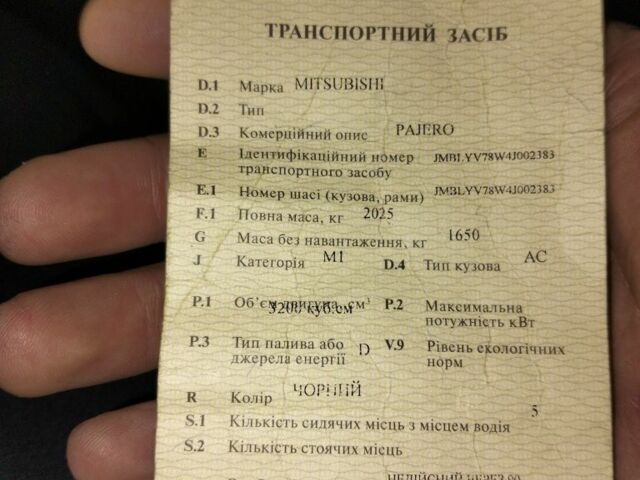 ТРАНСПОРТНИЙ ЗАСІБ
D.1 Марка MITSUBISHI
D.2 Тип
D.3 Комерційний опис PAJERO
E Ідентифікаційний номер JMBLYV78W4J002383
транспортного засобу
E.1 Номер шасі (кузова, рами) JMBLYV78W4J002383
F.1 Повна маса, кг 2025
G Маса без навантаження, кг 1650
J Категорія M1 D.4 Тип кузова AC
P.1 Об'єм двигуна, см³ P.2 Максимальна
3200 куб.см потужність кВт
P.3 Тип палива або D V.9 Рівень екологічних
джерела енергії норм
R Колір ЧОРНИЙ
S.1 Кількість сидячих місць з місцем водія 5
S.2 Кількість стоячих місць